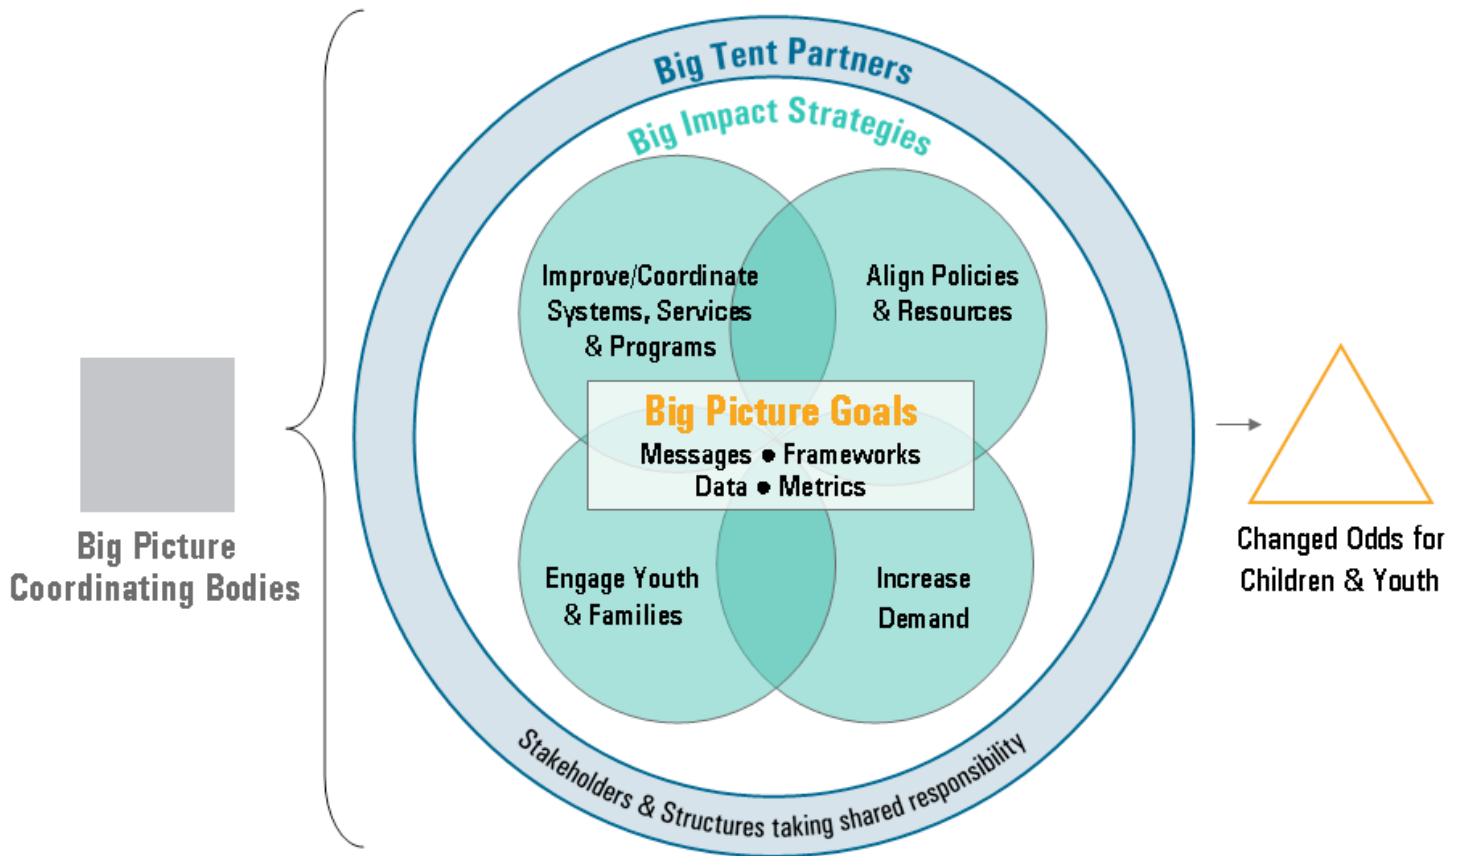 Big Tent Partners
Big Impact Strategies
Improve/Coordinate
Systems, Services
& Programs
Align Policies
& Resources
Big Picture Goals
Messages ● Frameworks
Data ● Metrics
Engage Youth
& Families
Increase
Demand
Stakeholders & Structures taking shared responsibility
Big Picture
Coordinating Bodies
Changed Odds for
Children & Youth